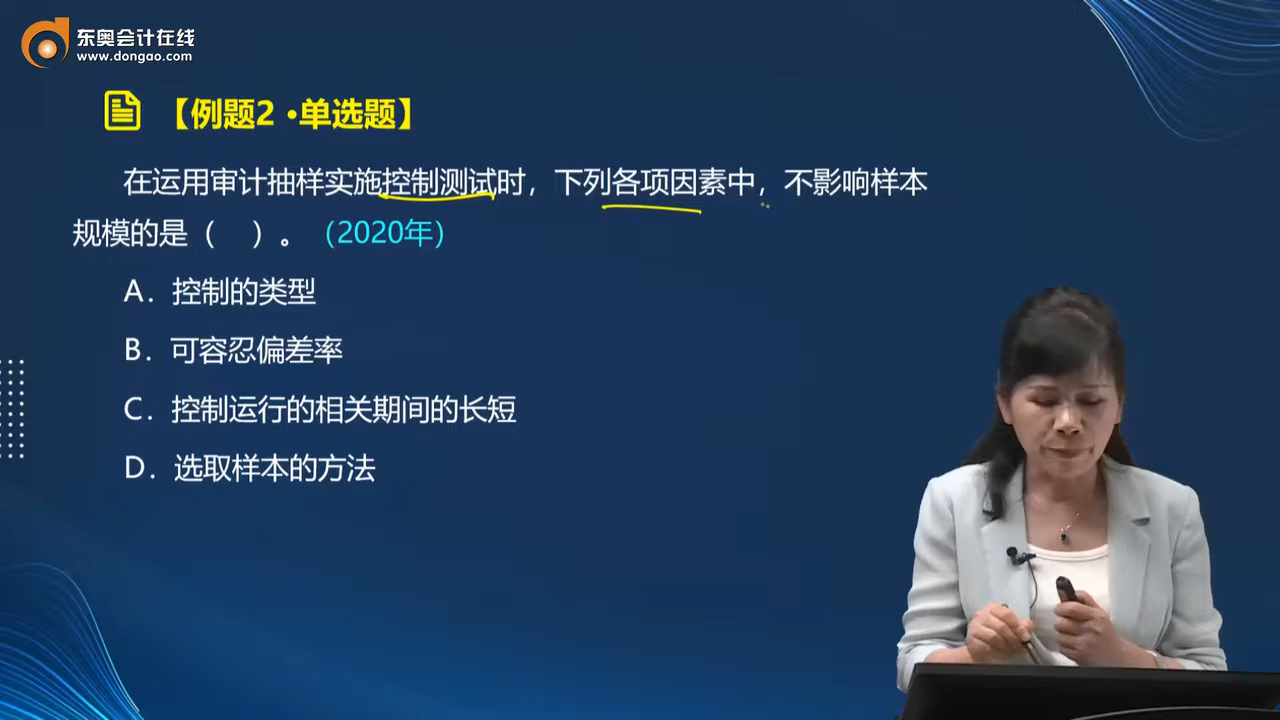 东奥会计在线
www.dongao.com
【例题2 •单选题】
在运用审计抽样实施控制测试时，下列各项因素中，不影响样本
规模的是（ ）。（2020年）
A．控制的类型
B．可容忍偏差率
C．控制运行的相关期间的长短
D．选取样本的方法